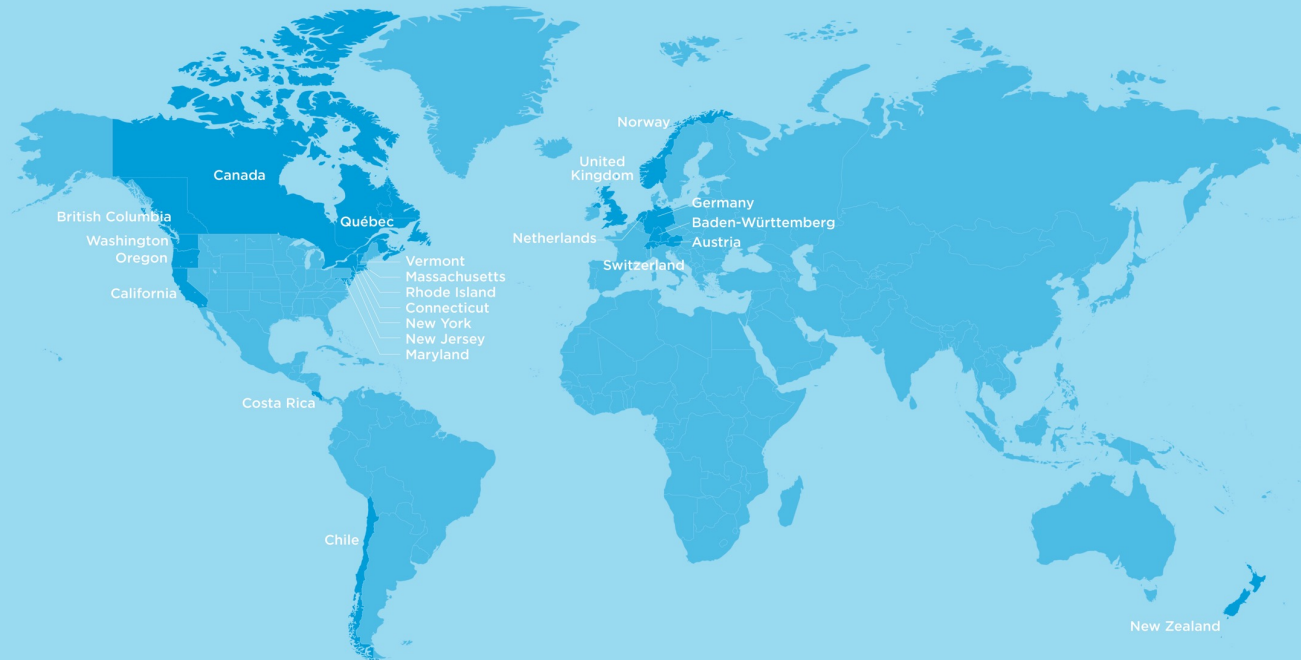 Norway
United
Kingdom
Canada
Germany
British Columbia
Québec
Baden-Württemberg
Netherlands
Washington
Austria
Oregon
Vermont
Switzerland
Massachusetts
California
Rhode Island
Connecticut
New York
New Jersey
Maryland
Costa Rica
Chile
New Zealand